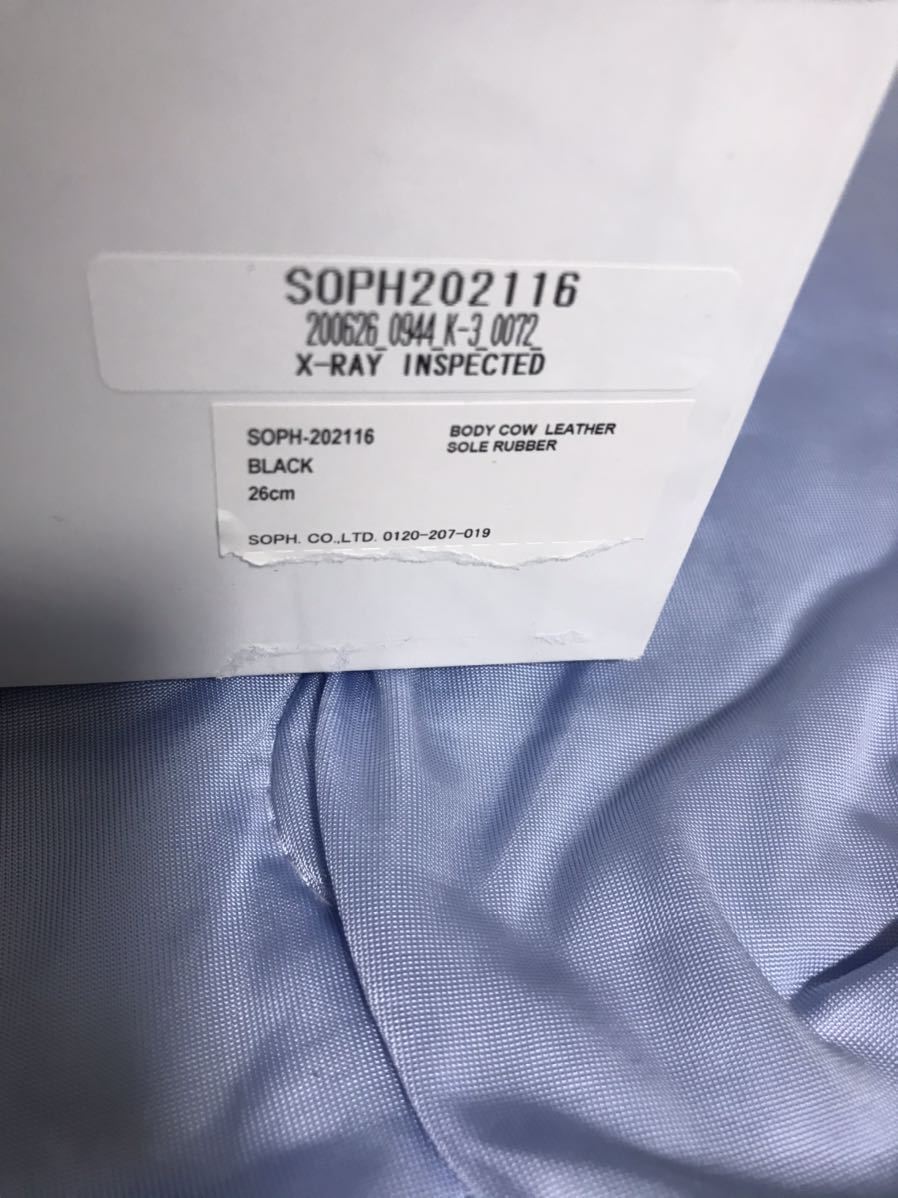 SOPH202116
200626_0944_K-3_0072_
X-RAY INSPECTED
SOPH-202116
BLACK
26cm
BODY COW LEATHER
SOLE RUBBER
SOPH. CO.,LTD. 0120-207-019